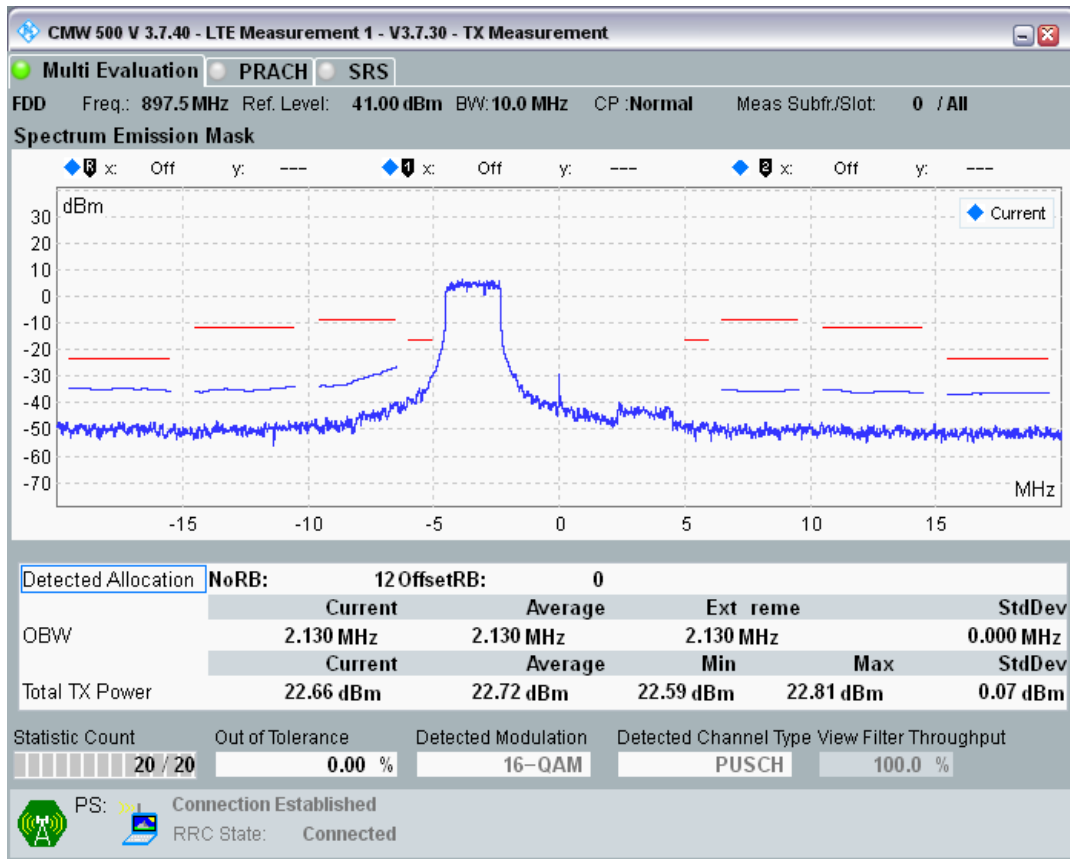 CMW 500 V 3.7.40 - LTE Measurement 1 - V3.7.30 - TX Measurement
Multi Evaluation PRACH SRS
FDD Freq.: 897.5 MHz Ref. Level: 41.00 dBm BW: 10.0 MHz CP :Normal Meas Subfr./Slot: 0 / All
Spectrum Emission Mask
R x: Off y: --- 1 x: Off y: --- 2 x: Off y: ---
dBm
Current
30
20
10
0
-10
-20
-30
-40
-50
-60
-70
MHz
-15 -10 -5 0 5 10 15
Detected Allocation NoRB: 12 OffsetRB: 0
Current Average Ext reme StdDev
OBW 2.130 MHz 2.130 MHz 2.130 MHz 0.000 MHz
Current Average Min Max StdDev
Total TX Power 22.66 dBm 22.72 dBm 22.59 dBm 22.81 dBm 0.07 dBm
Statistic Count Out of Tolerance Detected Modulation Detected Channel Type View Filter Throughput
20 / 20 0.00 % 16-QAM PUSCH 100.0 %
PS: Connection Established
RRC State: Connected